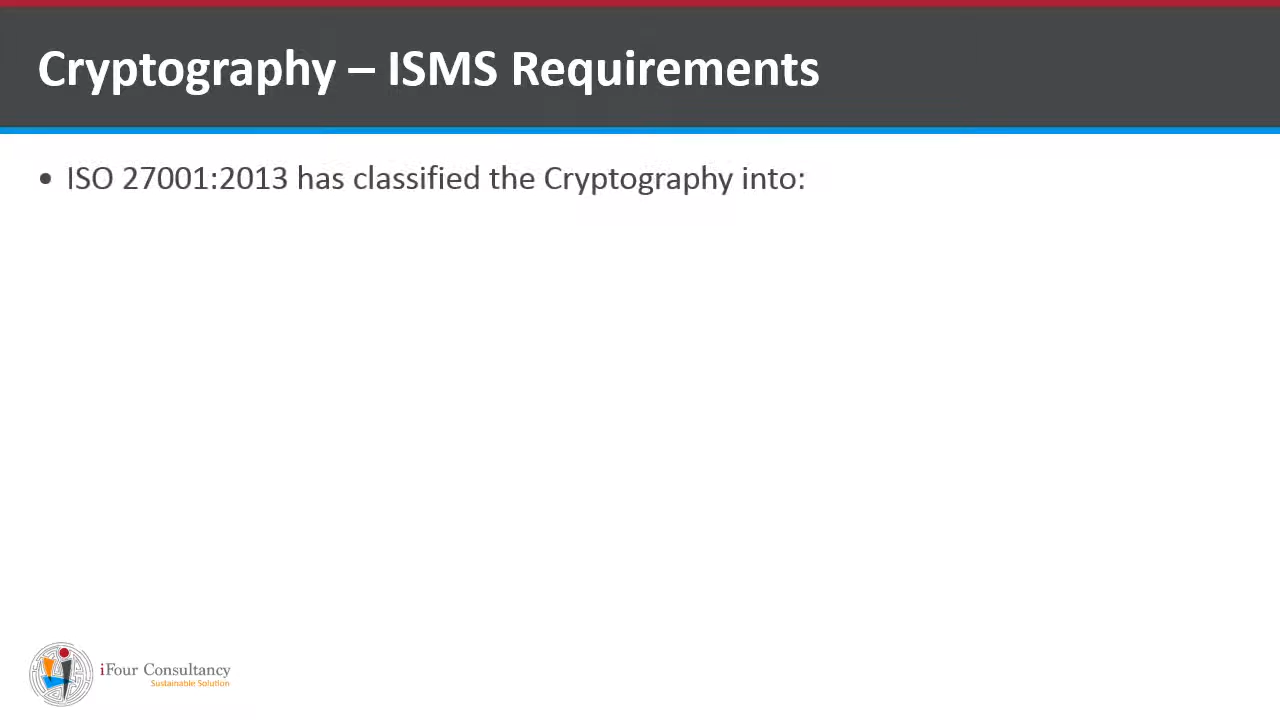 Cryptography – ISMS Requirements
• ISO 27001:2013 has classified the Cryptography into:
iFour Consultancy
Sustainable Solution